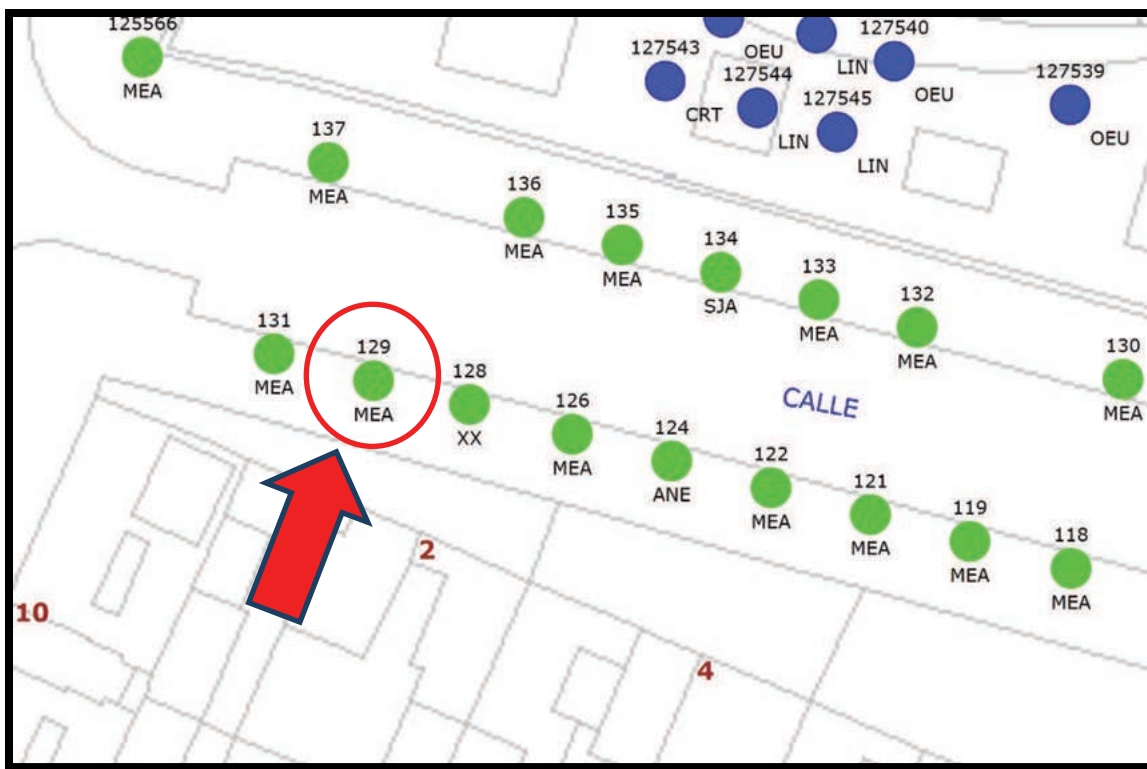 125566
MEA
137
MEA
136
MEA
135
MEA
134
SJA
133
MEA
132
MEA
130
MEA
OEU
127543
CRT
127544
LIN
LIN
127545
LIN
127540
OEU
127539
OEU
131
MEA
129
MEA
128
XX
126
MEA
124
ANE
122
MEA
121
MEA
119
MEA
118
MEA
CALLE
2
10
4